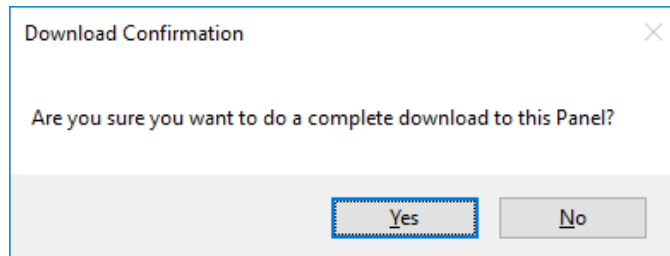 Download Confirmation
Are you sure you want to do a complete download to this Panel?
Yes
No